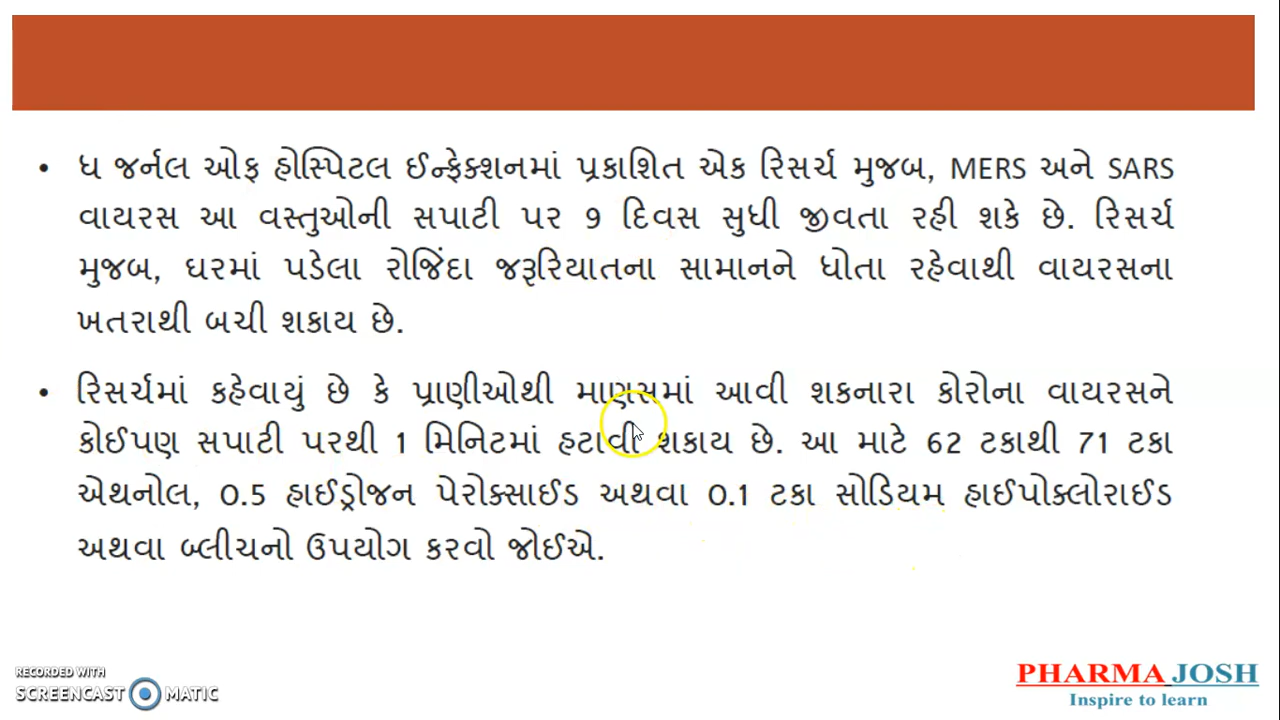 • ધ જર્નલ ઓફ હોસ્પિટલ ઈન્ફેક્શનમાં પ્રકાશિત એક રિસર્ચ મુજબ, MERS અને SARS
વાયરસ આ વસ્તુઓની સપાટી પર 9 દિવસ સુધી જીવતા રહી શકે છે. રિસર્ચ
મુજબ, ઘરમાં પડેલા રોજિંદા જરૂરિયાતના સામાનને ધોતા રહેવાથી વાયરસના
ખતરાથી બચી શકાય છે.
• રિસર્ચમાં કહેવાયું છે કે પ્રાણીઓથી માણસમાં આવી શકનારા કોરોના વાયરસને
કોઈપણ સપાટી પરથી 1 મિનિટમાં હટાવી શકાય છે. આ માટે 62 ટકાથી 71 ટકા
એથનોલ, 0.5 હાઈડ્રોજન પેરોક્સાઈડ અથવા 0.1 ટકા સોડિયમ હાઈપોક્લોરાઈડ
અથવા બ્લીચનો ઉપયોગ કરવો જોઈએ.
RECORDED WITH
SCREENCAST MATIC
PHARMA JOSH
Inspire to learn